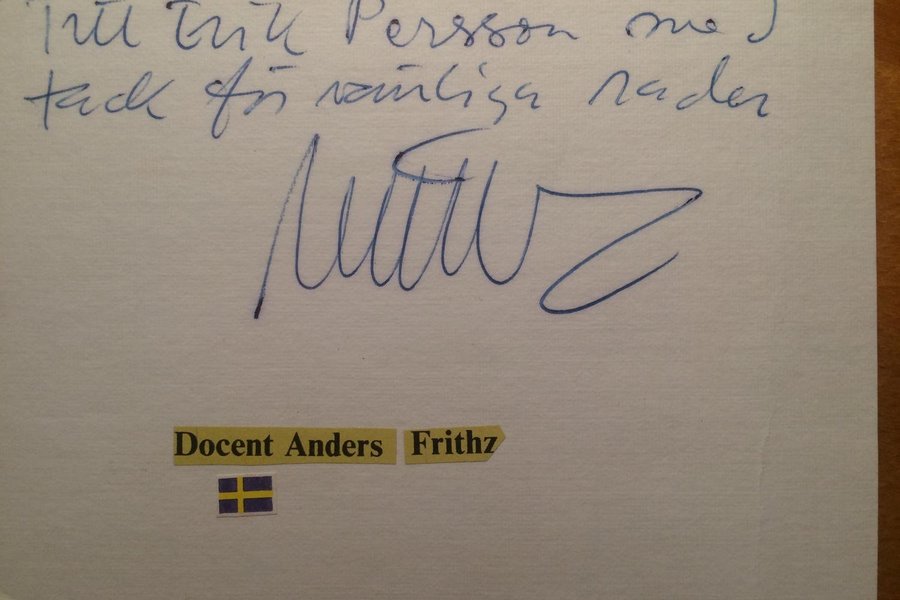 Till Erik Persson med
tack för vänliga rader
Docent Anders Frithz